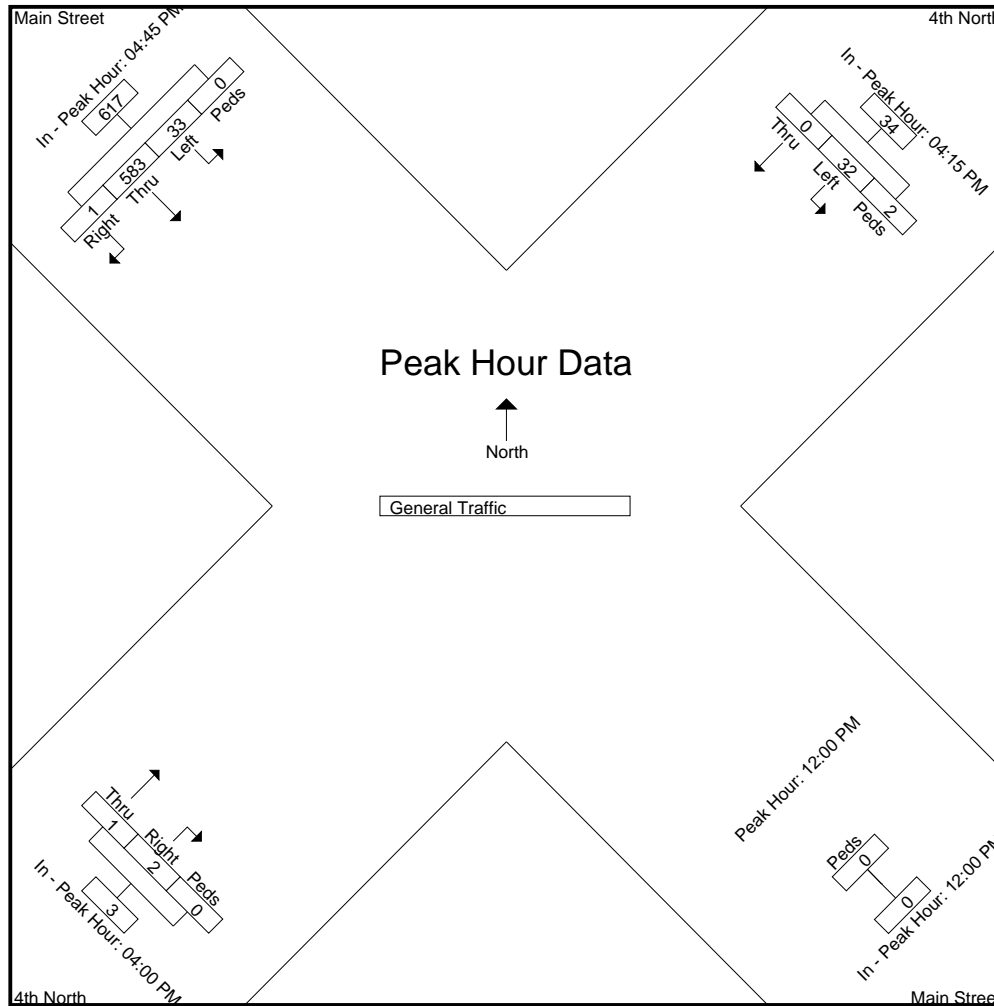 Main Street
4th North
In - Peak Hour: 04:45 PM
617
1 583 33 0
Right Thru Left Peds
In - Peak Hour: 04:15 PM
34
0 32 2
Thru Left Peds
Peak Hour Data
North
General Traffic
Thru Right Peds
1 2 0
3
In - Peak Hour: 04:00 PM
Peak Hour: 12:00 PM
Peds
0
0
In - Peak Hour: 12:00 PM
4th North
Main Stree